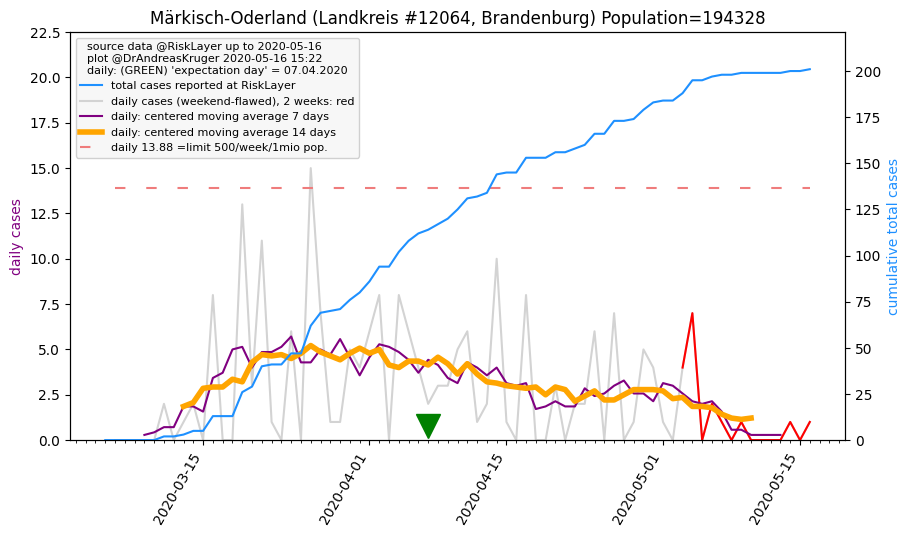 Märkisch-Oderland (Landkreis #12064, Brandenburg) Population=194328
source data @RiskLayer up to 2020-05-16
plot @DrAndreasKruger 2020-05-16 15:22
daily: (GREEN) 'expectation day' = 07.04.2020
total cases reported at RiskLayer
daily cases (weekend-flawed), 2 weeks: red
daily: centered moving average 7 days
daily: centered moving average 14 days
daily 13.88 =limit 500/week/1mio pop.
daily cases
22.5
20.0
17.5
15.0
12.5
10.0
7.5
5.0
2.5
0.0
cumulative total cases
200
175
150
125
100
75
50
25
0
2020-03-15
2020-04-01
2020-04-15
2020-05-01
2020-05-15